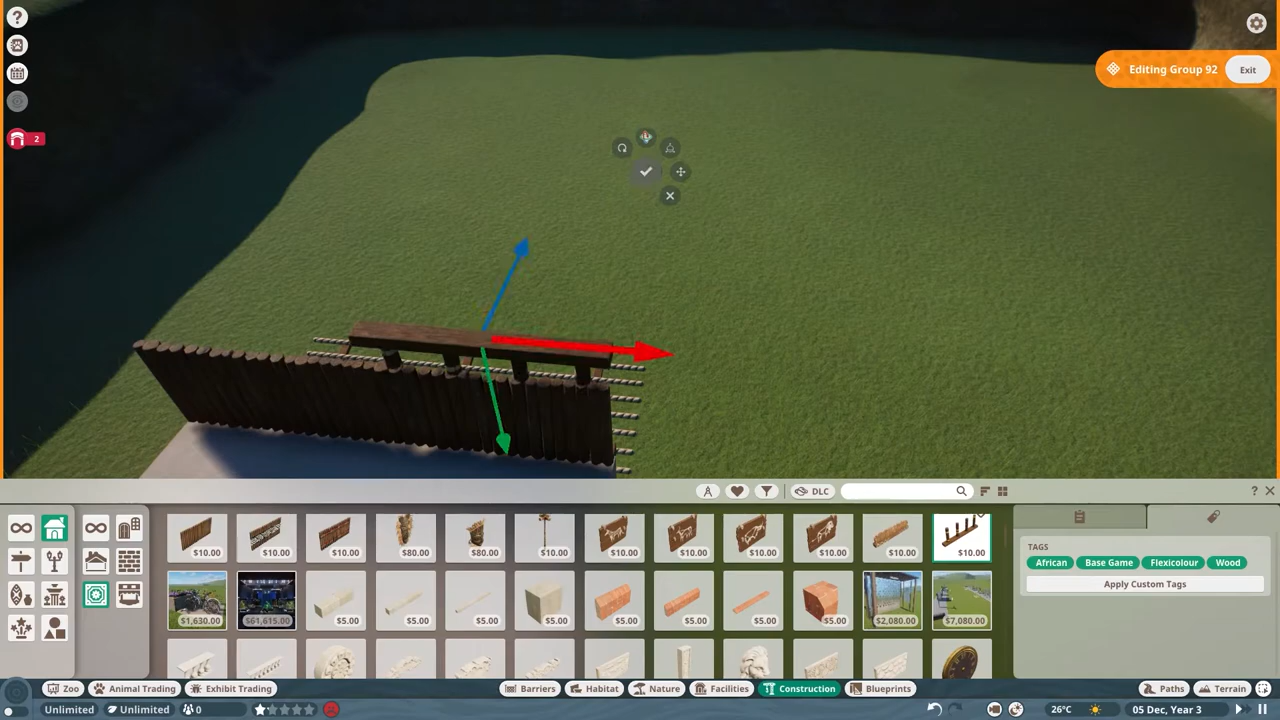 ?
Editing Group 92
Exit
2
DLC
?
$10.00
$10.00
$10.00
$80.00
$80.00
$10.00
$10.00
$10.00
$10.00
$10.00
$10.00
$10.00
TAGS
African
Base Game
Flexicolour
Wood
Apply Custom Tags
$1,630.00
$61,615.00
$5.00
$5.00
$5.00
$5.00
$5.00
$5.00
$5.00
$5.00
$2,080.00
$7,080.00
Zoo
Animal Trading
Exhibit Trading
Barriers
Habitat
Nature
Facilities
Construction
Blueprints
Paths
Terrain
Unlimited
Unlimited
0
26°C
05 Dec, Year 3